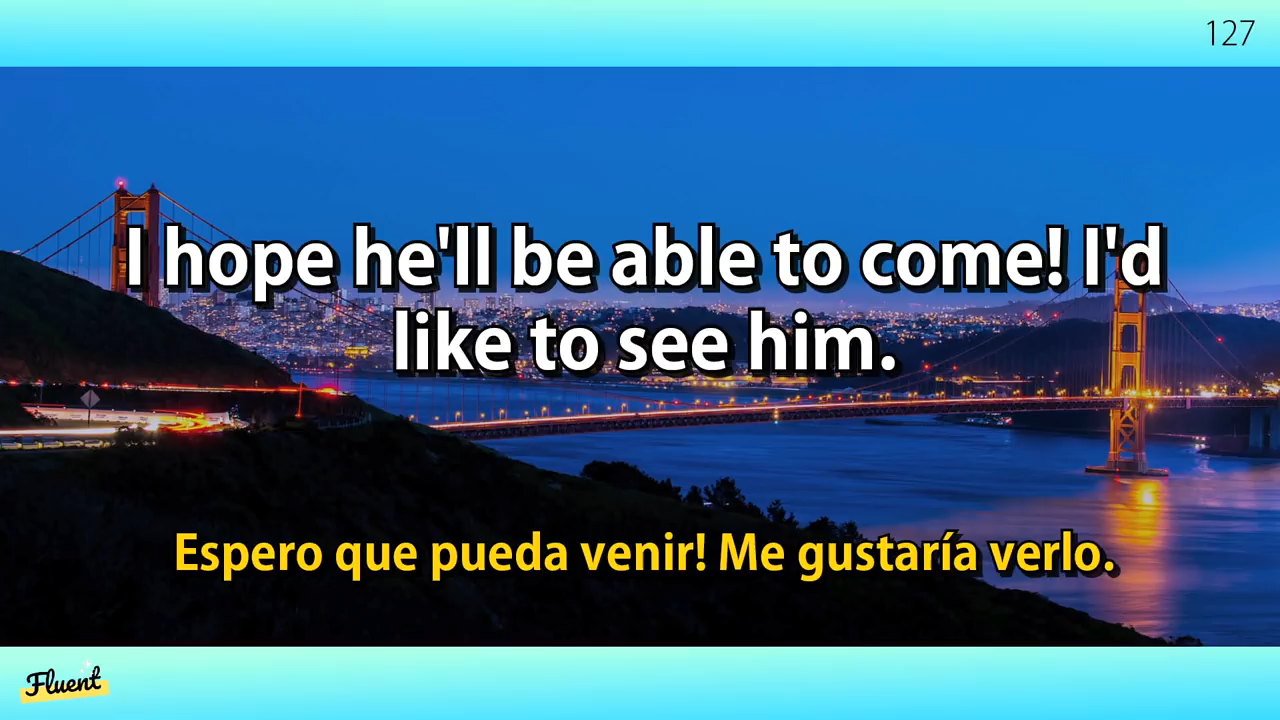 127
I hope he'll be able to come! I'd
like to see him.
Espero que pueda venir! Me gustaría verlo.
Fluent